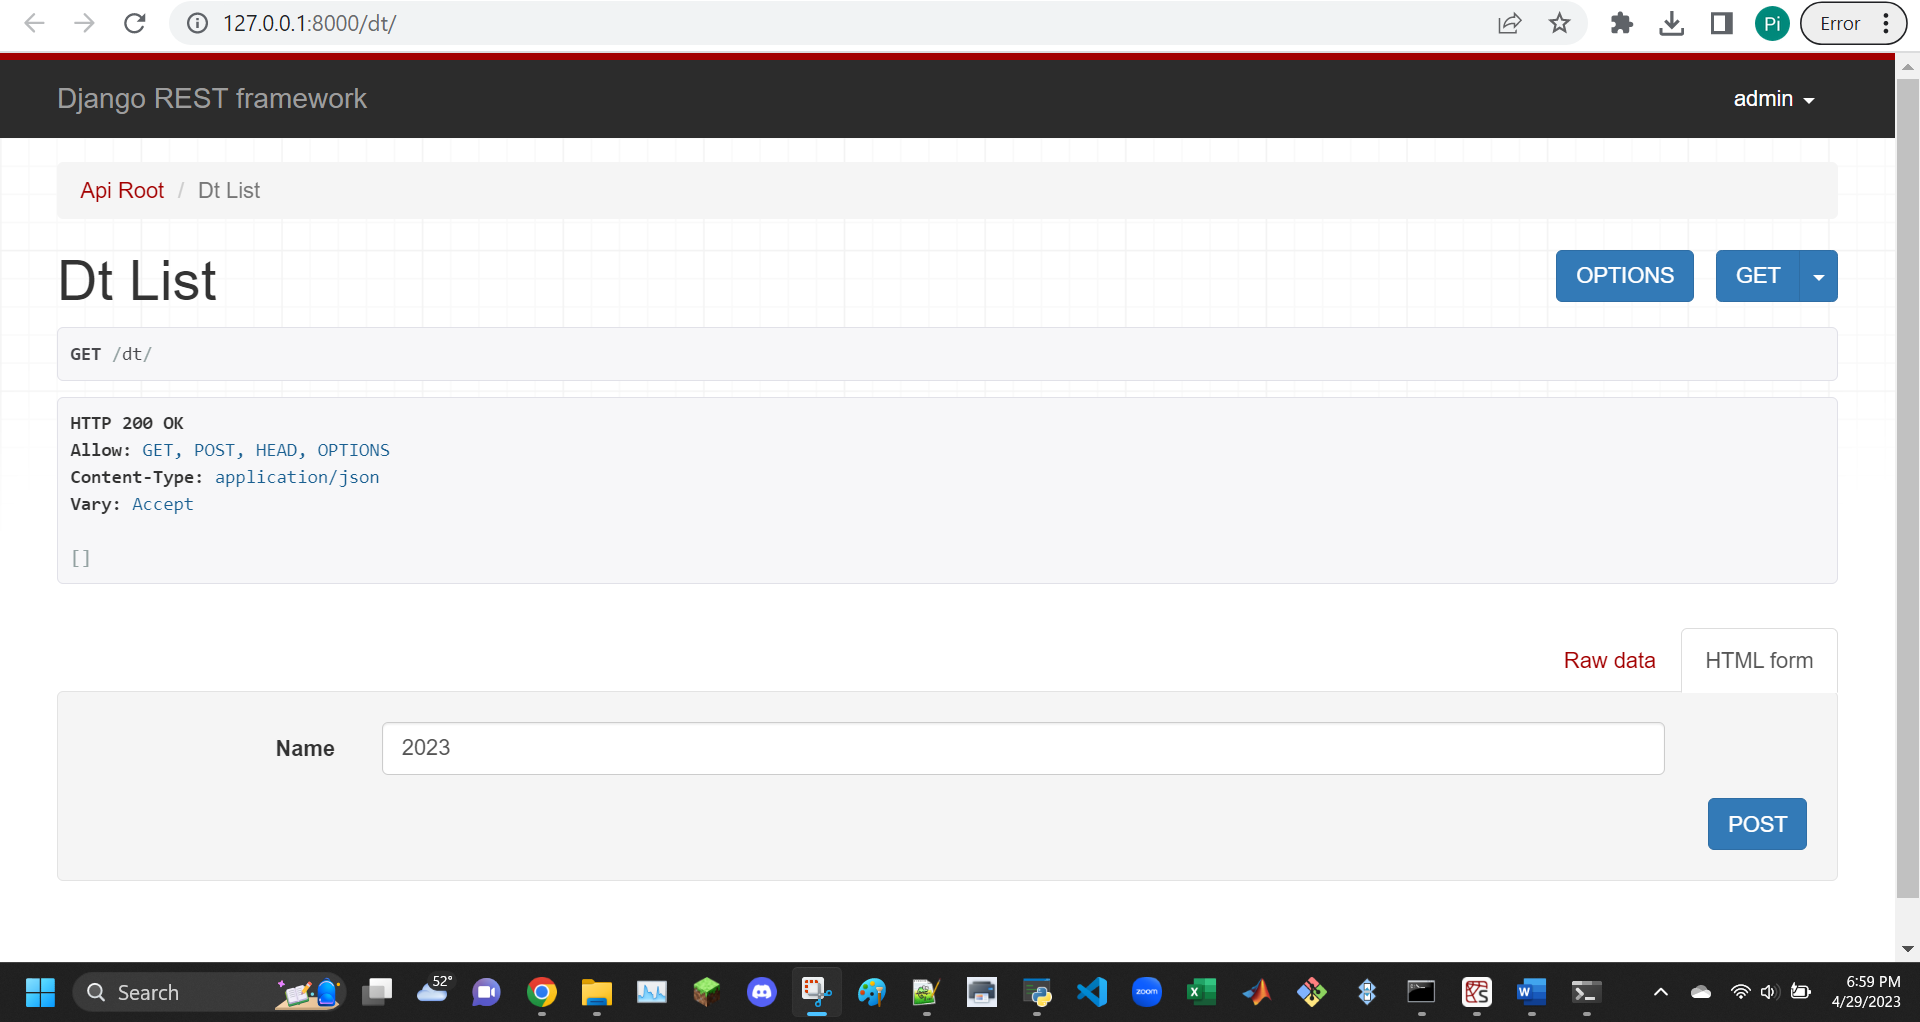 127.0.0.1:8000/dt/
Pi
Error
Django REST framework
admin
Api Root / Dt List
Dt List
OPTIONS
GET
GET /dt/
HTTP 200 OK
Allow: GET, POST, HEAD, OPTIONS
Content-Type: application/json
Vary: Accept
[]
Raw data
HTML form
Name
2023
POST
Search
52°
zoom
6:59 PM
4/29/2023